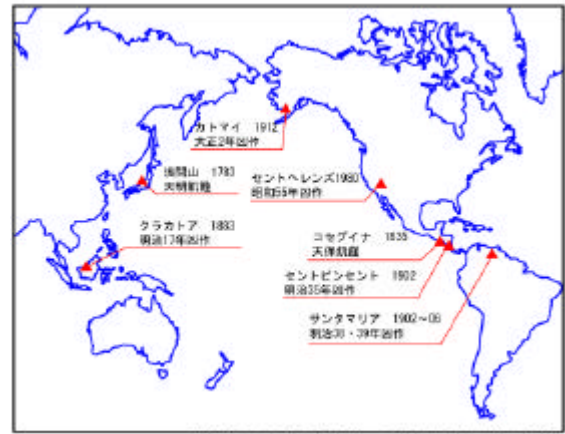 カトマイ 1912
大正2年凶作
浅間山 1783
天明飢饉
セントヘレンズ1980
昭和55年凶作
クラカトア 1883
明治17年凶作
コセグイナ 1835
天保飢饉
セントビンセント 1902
明治35年凶作
サンタマリア 1902～06
明治38・39年凶作